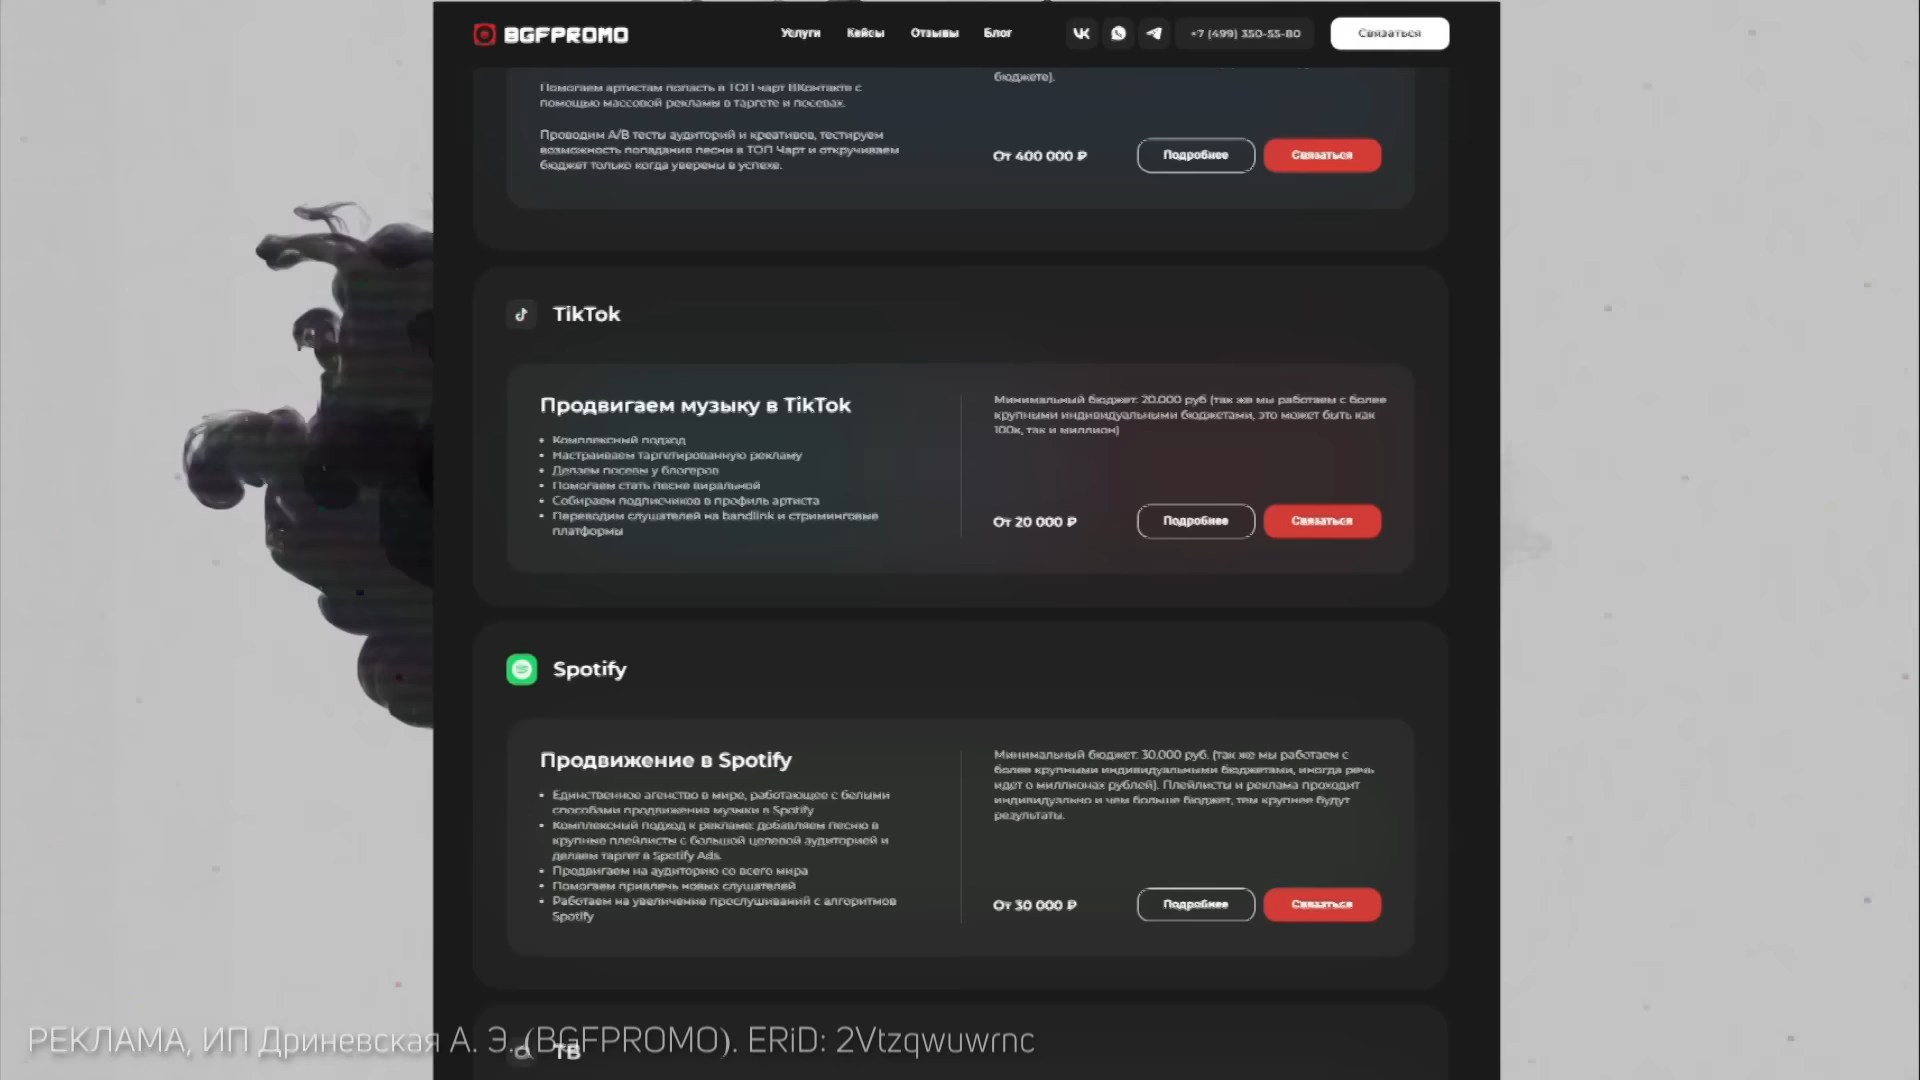 BGFPROMO
Услуги Кейсы Отзывы Блог
+7 (499) 350-55-80
Связаться
Помогаем артистам попасть в ТОП чарт ВКонтакте с
помощью массовой рекламы в таргете и посевах.
Проводим А/В тесты аудиторий и креативов, тестируем
возможность попадания песни в ТОП Чарт и откручиваем
бюджет только когда уверены в успехе.
бюджете).
От 400 000 ₽
Подробнее
Связаться
TikTok
Продвигаем музыку в TikTok
• Комплексный подход
• Настраиваем таргетированную рекламу
• Делаем посевы у блогеров
• Помогаем стать песне виральной
• Собираем подписчиков в профиль артиста
• Переводим слушателей на bandlink и стриминговые
платформы
Минимальный бюджет: 20.000 руб (так же мы работаем с более
крупными индивидуальными бюджетами, это может быть как
100к, так и миллион)
От 20 000 ₽
Подробнее
Связаться
Spotify
Продвижение в Spotify
• Единственное агенство в мире, работающее с белыми
способами продвижения музыки в Spotify
• Комплексный подход к рекламе: добавляем песню в
крупные плейлисты с большой целевой аудиторией и
делаем таргет в Spotify Ads.
• Продвигаем на аудиторию со всего мира
• Помогаем привлечь новых слушателей
• Работаем на увеличение прослушиваний с алгоритмов
Spotify
Минимальный бюджет: 30.000 руб. (так же мы работаем с
более крупными индивидуальными бюджетами, иногда речь
идет о миллионах рублей). Плейлисты и реклама проходит
индивидуально и чем больше бюджет, тем крупнее будут
результаты.
От 30 000 ₽
Подробнее
Связаться
ТВ
РЕКЛАМА, ИП Дриневская А. Э. (BGFPROMO). ERiD: 2Vtzqwuwrnc